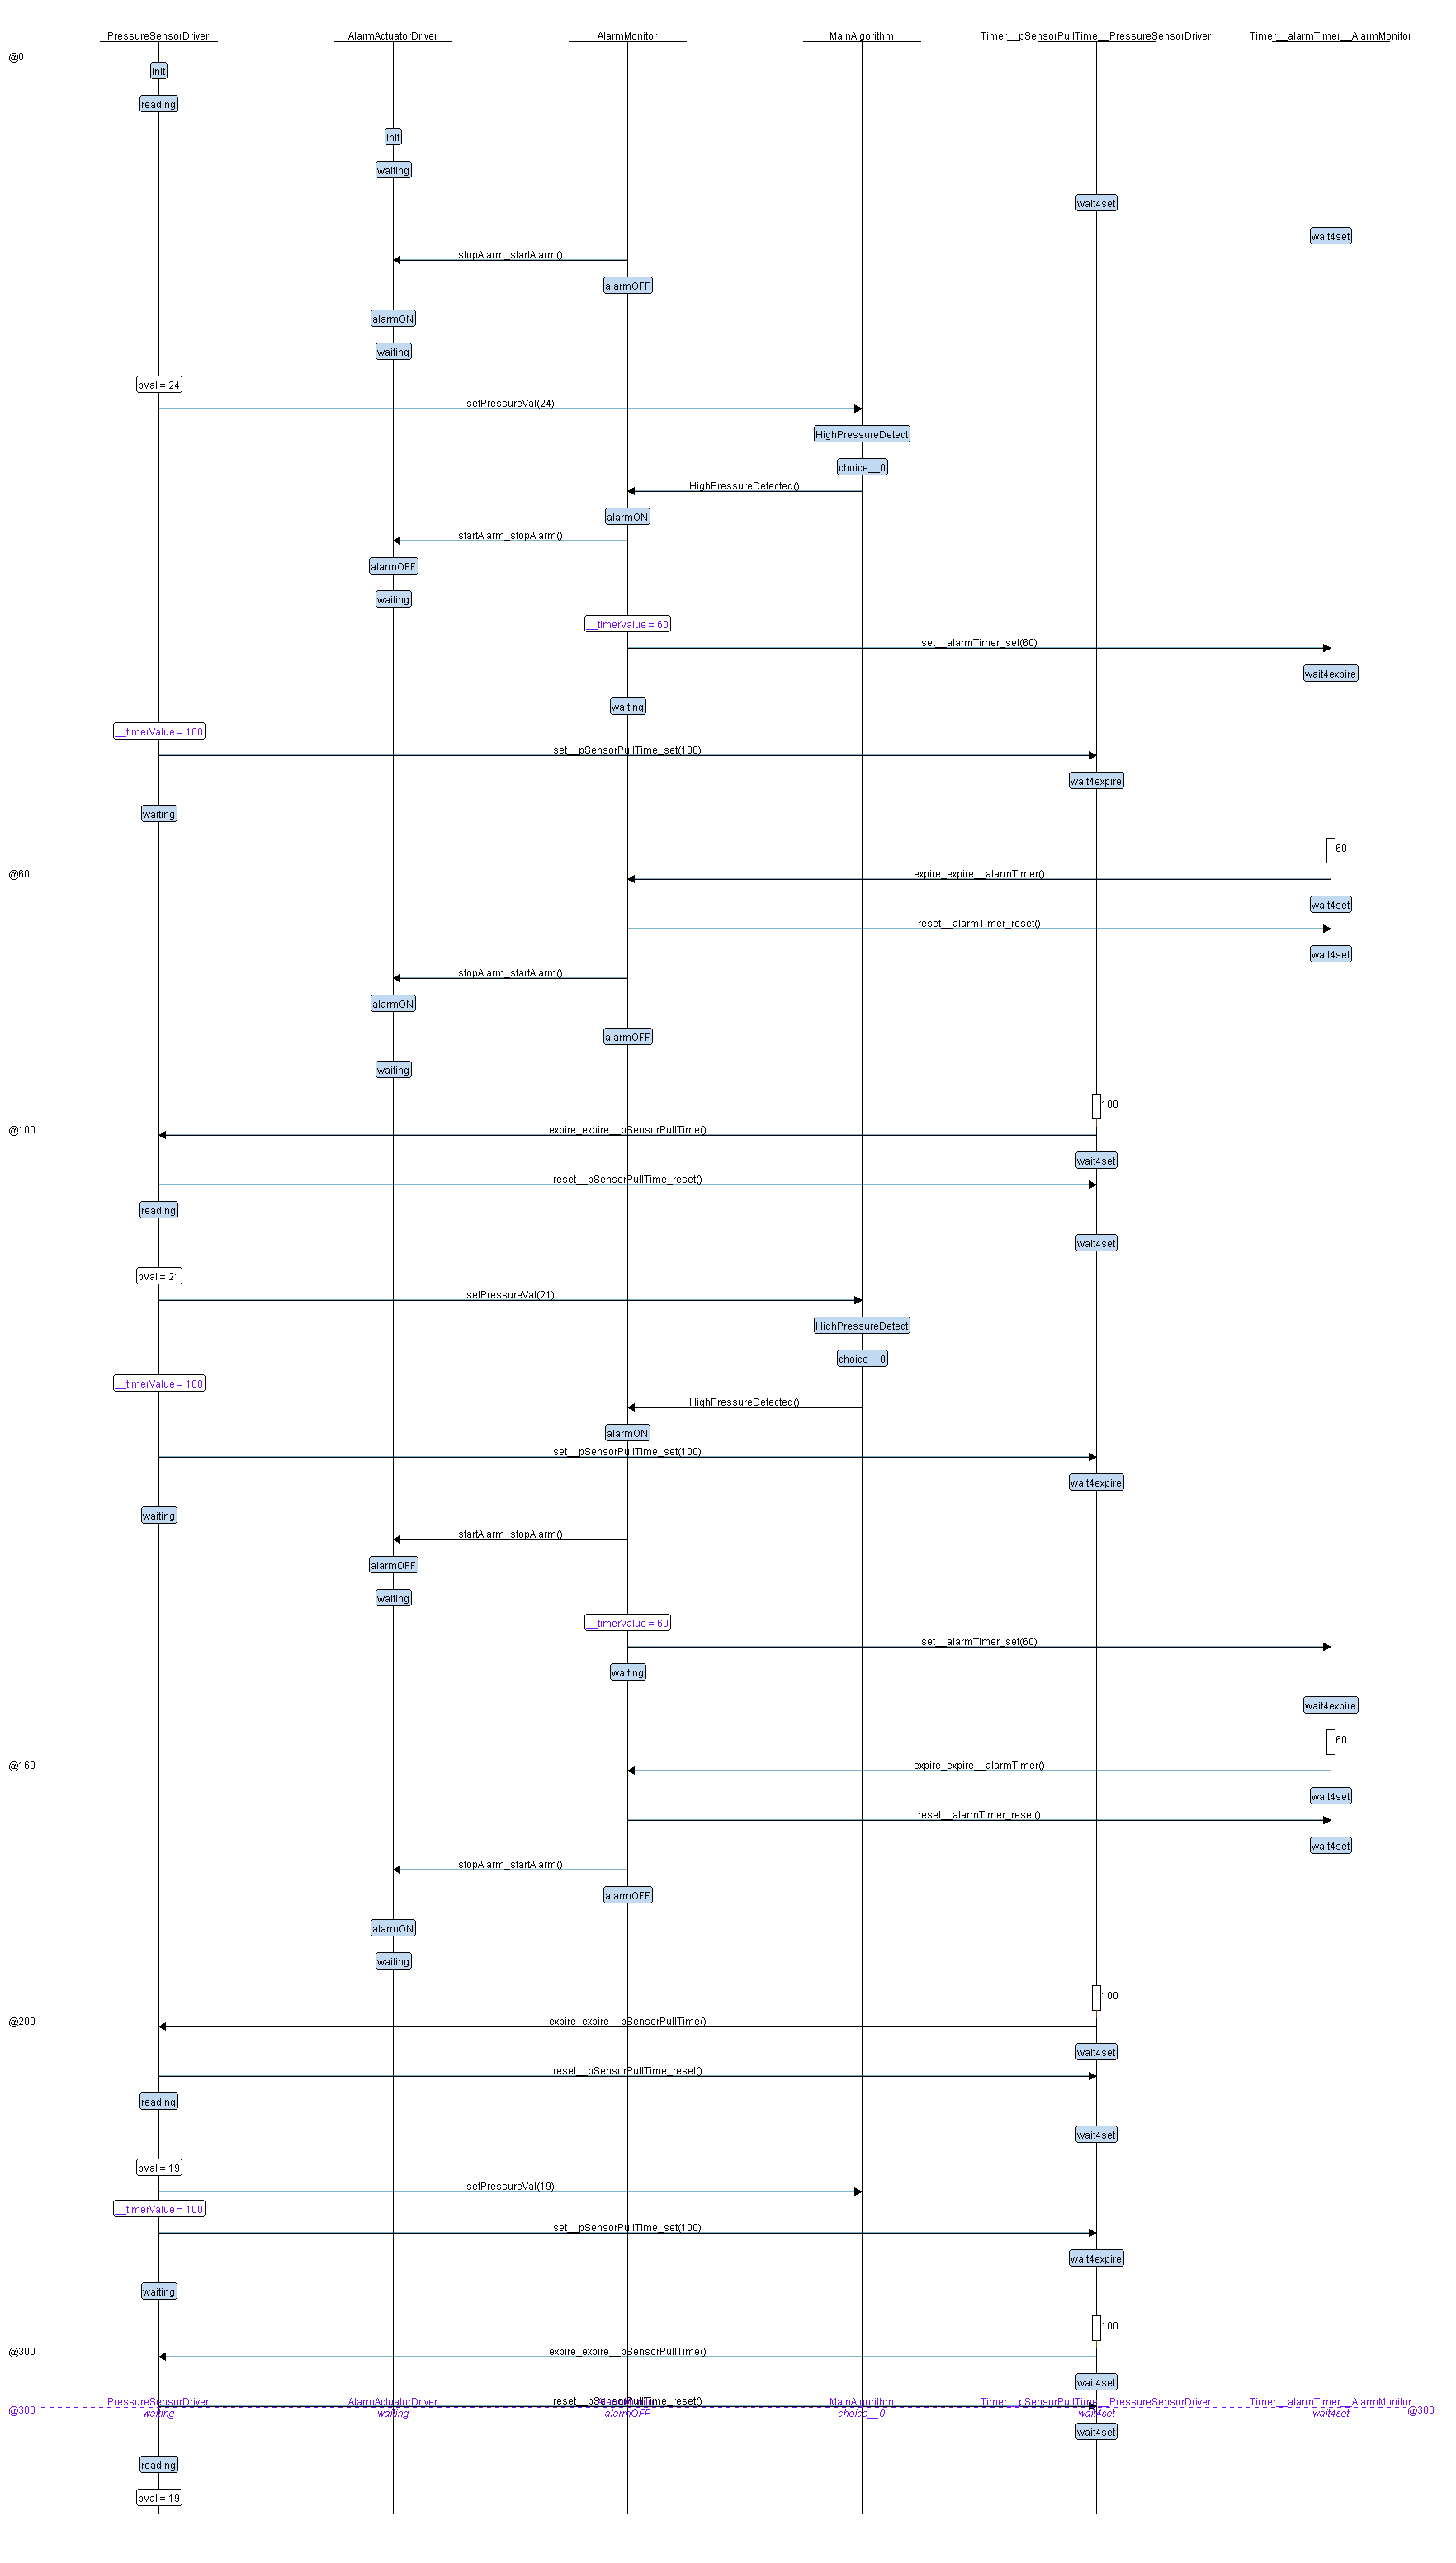 PressureSensorDriver AlarmActuatorDriver AlarmMonitor MainAlgorithm Timer__pSensorPullTime__PressureSensorDriver Timer__alarmTimer__AlarmMonitor
@0
init
reading
init
waiting
wait4set
wait4set
stopAlarm_startAlarm()
alarmOFF
alarmON
waiting
pVal = 24
setPressureVal(24)
HighPressureDetect
choice__0
HighPressureDetected()
alarmON
startAlarm_stopAlarm()
alarmOFF
waiting
__timerValue = 60
set__alarmTimer_set(60)
wait4expire
waiting
__timerValue = 100
set__pSensorPullTime_set(100)
wait4expire
waiting
60
@60 expire_expire__alarmTimer()
wait4set
reset__alarmTimer_reset()
wait4set
stopAlarm_startAlarm()
alarmON
alarmOFF
waiting
100
@100 expire_expire__pSensorPullTime()
wait4set
reset__pSensorPullTime_reset()
reading
wait4set
pVal = 21
setPressureVal(21)
HighPressureDetect
choice__0
__timerValue = 100
HighPressureDetected()
alarmON
set__pSensorPullTime_set(100)
wait4expire
waiting
startAlarm_stopAlarm()
alarmOFF
waiting
__timerValue = 60
set__alarmTimer_set(60)
waiting
wait4expire
60
@160 expire_expire__alarmTimer()
wait4set
reset__alarmTimer_reset()
wait4set
stopAlarm_startAlarm()
alarmOFF
alarmON
waiting
100
@200 expire_expire__pSensorPullTime()
wait4set
reset__pSensorPullTime_reset()
reading
wait4set
pVal = 19
setPressureVal(19)
__timerValue = 100
set__pSensorPullTime_set(100)
wait4expire
waiting
100
@300 expire_expire__pSensorPullTime()
wait4set
PressureSensorDriver AlarmActuatorDriver AlarmMonitor reset__pSensorPullTime_reset() MainAlgorithm Timer__pSensorPullTime__PressureSensorDriver Timer__alarmTimer__AlarmMonitor
@300 waiting waiting alarmOFF choice__0 wait4set wait4set @300
wait4set
reading
pVal = 19